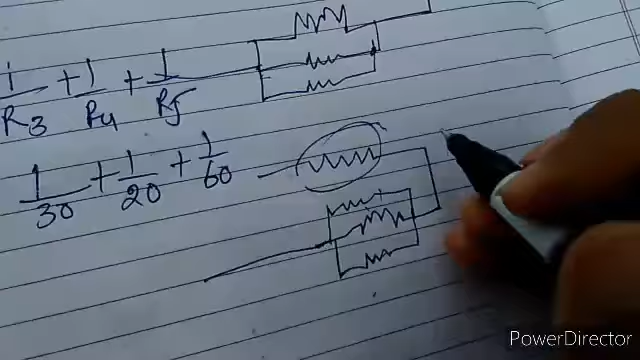 1/R3 + 1/R4 + 1/R5
1/30 + 1/20 + 1/60
PowerDirector